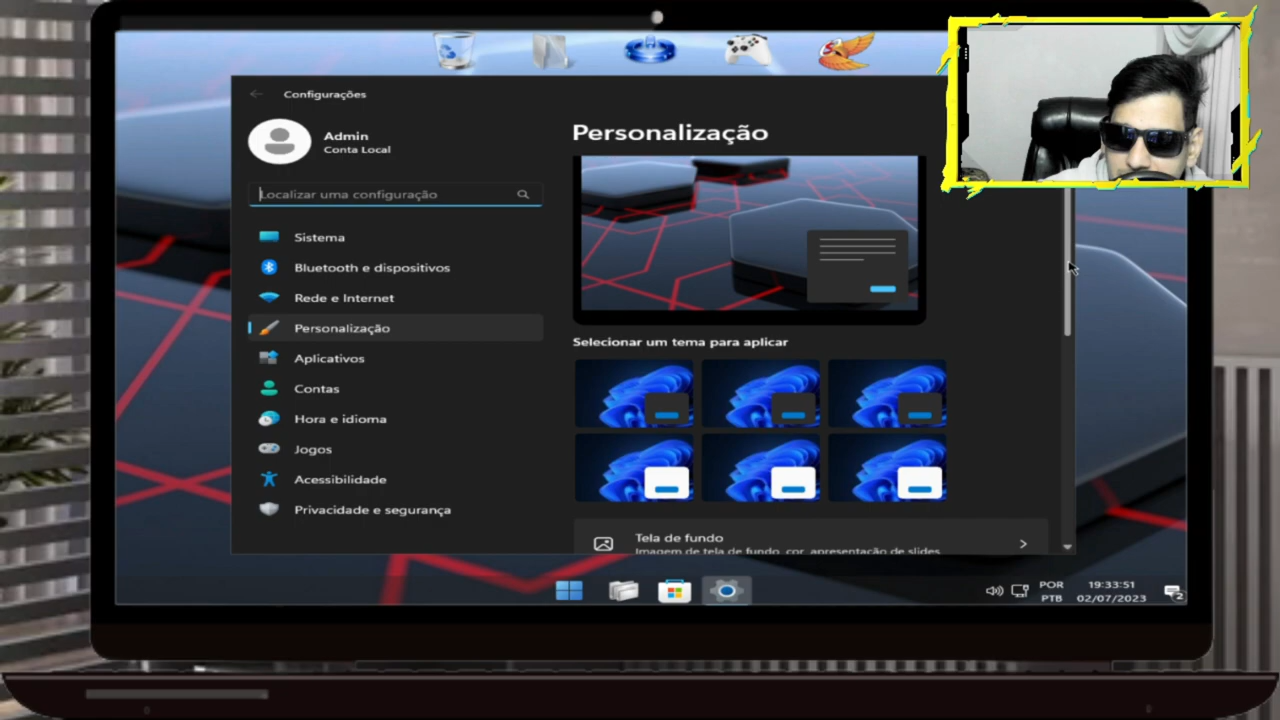 Configurações
Admin
Conta Local
Localizar uma configuração
Sistema
Bluetooth e dispositivos
Rede e Internet
Personalização
Aplicativos
Contas
Hora e idioma
Jogos
Acessibilidade
Privacidade e segurança
Personalização
Selecionar um tema para aplicar
Tela de fundo
Imagem de tela de fundo, cor, apresentação de slides
POR
PTB
19:33:51
02/07/2023
2